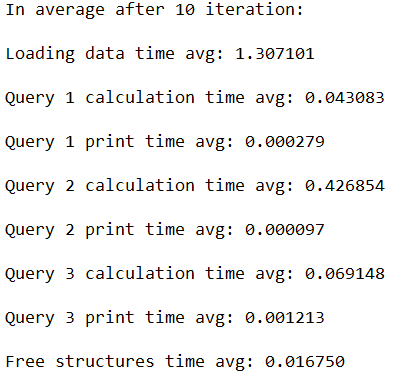 In average after 10 iteration:
Loading data time avg: 1.307101
Query 1 calculation time avg: 0.043083
Query 1 print time avg: 0.000279
Query 2 calculation time avg: 0.426854
Query 2 print time avg: 0.000097
Query 3 calculation time avg: 0.069148
Query 3 print time avg: 0.001213
Free structures time avg: 0.016750